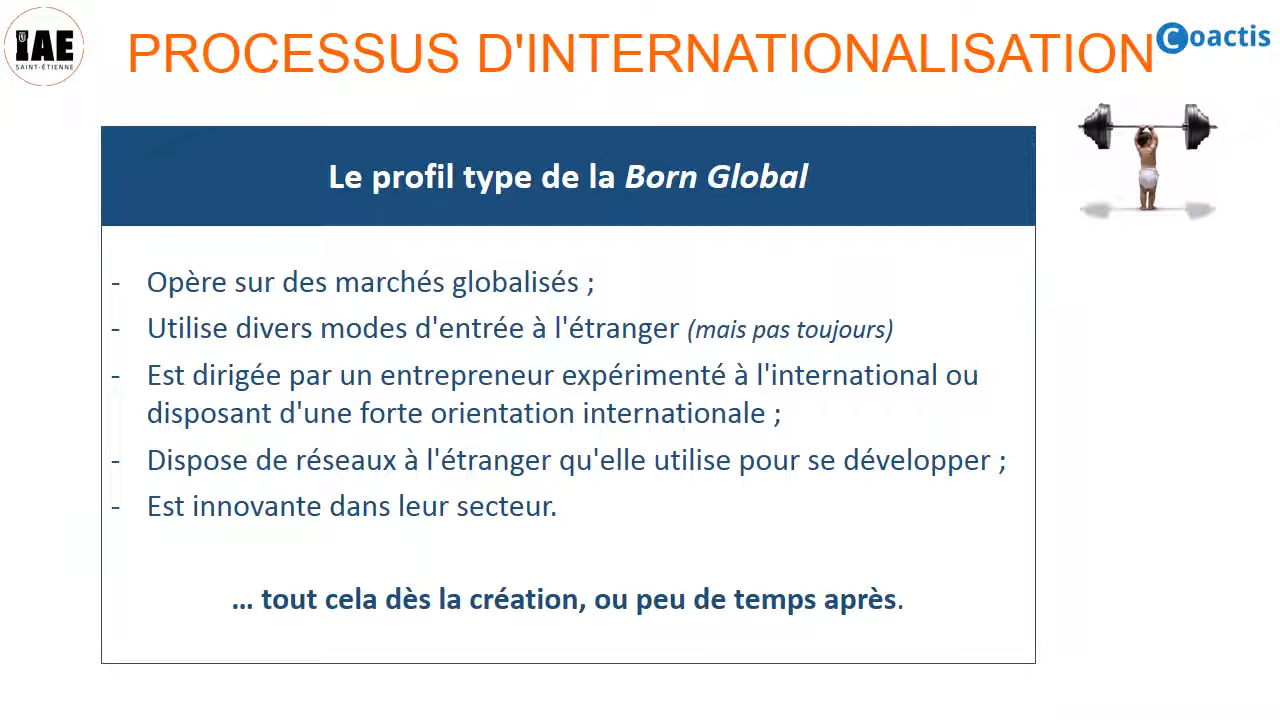 IAE
SAINT-ÉTIENNE
PROCESSUS D'INTERNATIONALISATION
Coactis
Le profil type de la Born Global
- Opère sur des marchés globalisés ;
- Utilise divers modes d'entrée à l'étranger (mais pas toujours)
- Est dirigée par un entrepreneur expérimenté à l'international ou
disposant d'une forte orientation internationale ;
- Dispose de réseaux à l'étranger qu'elle utilise pour se développer ;
- Est innovante dans leur secteur.
... tout cela dès la création, ou peu de temps après.